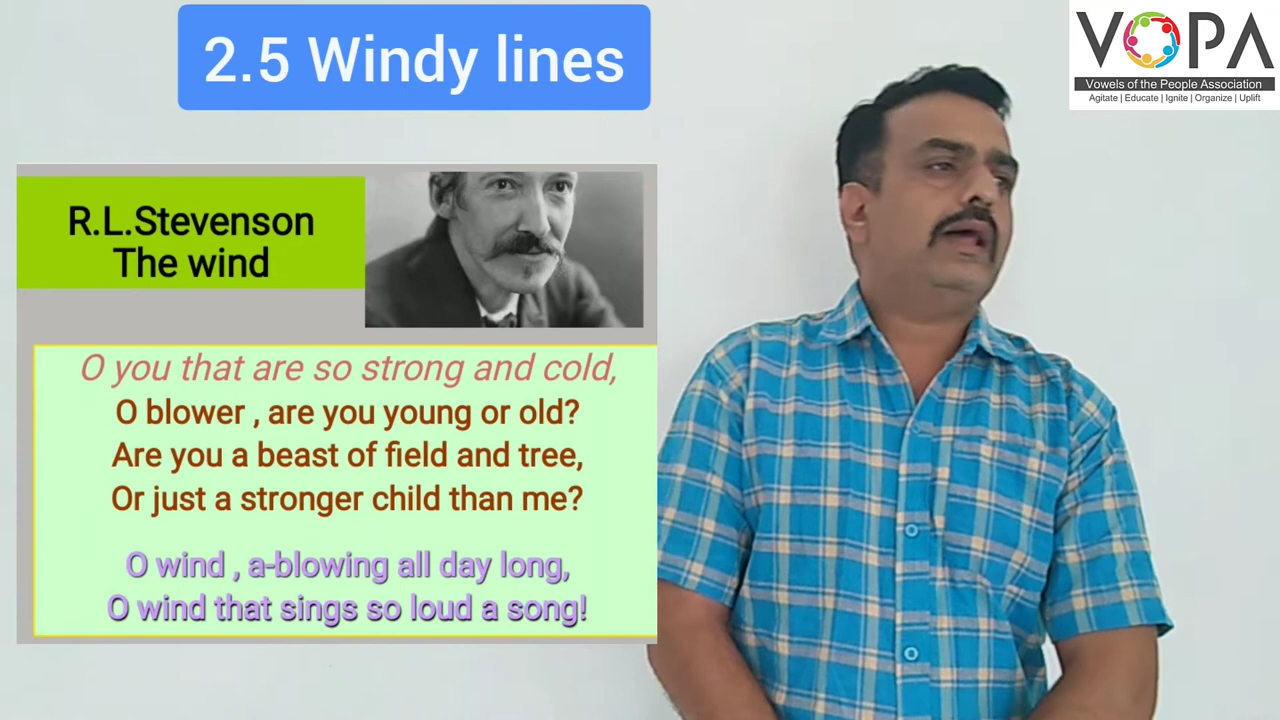 2.5 Windy lines
VOPA
Vowels of the People Association
Agitate | Educate | Ignite | Organize | Uplift
R.L.Stevenson
The wind
O you that are so strong and cold,
O blower , are you young or old?
Are you a beast of field and tree,
Or just a stronger child than me?
O wind , a-blowing all day long,
O wind that sings so loud a song!